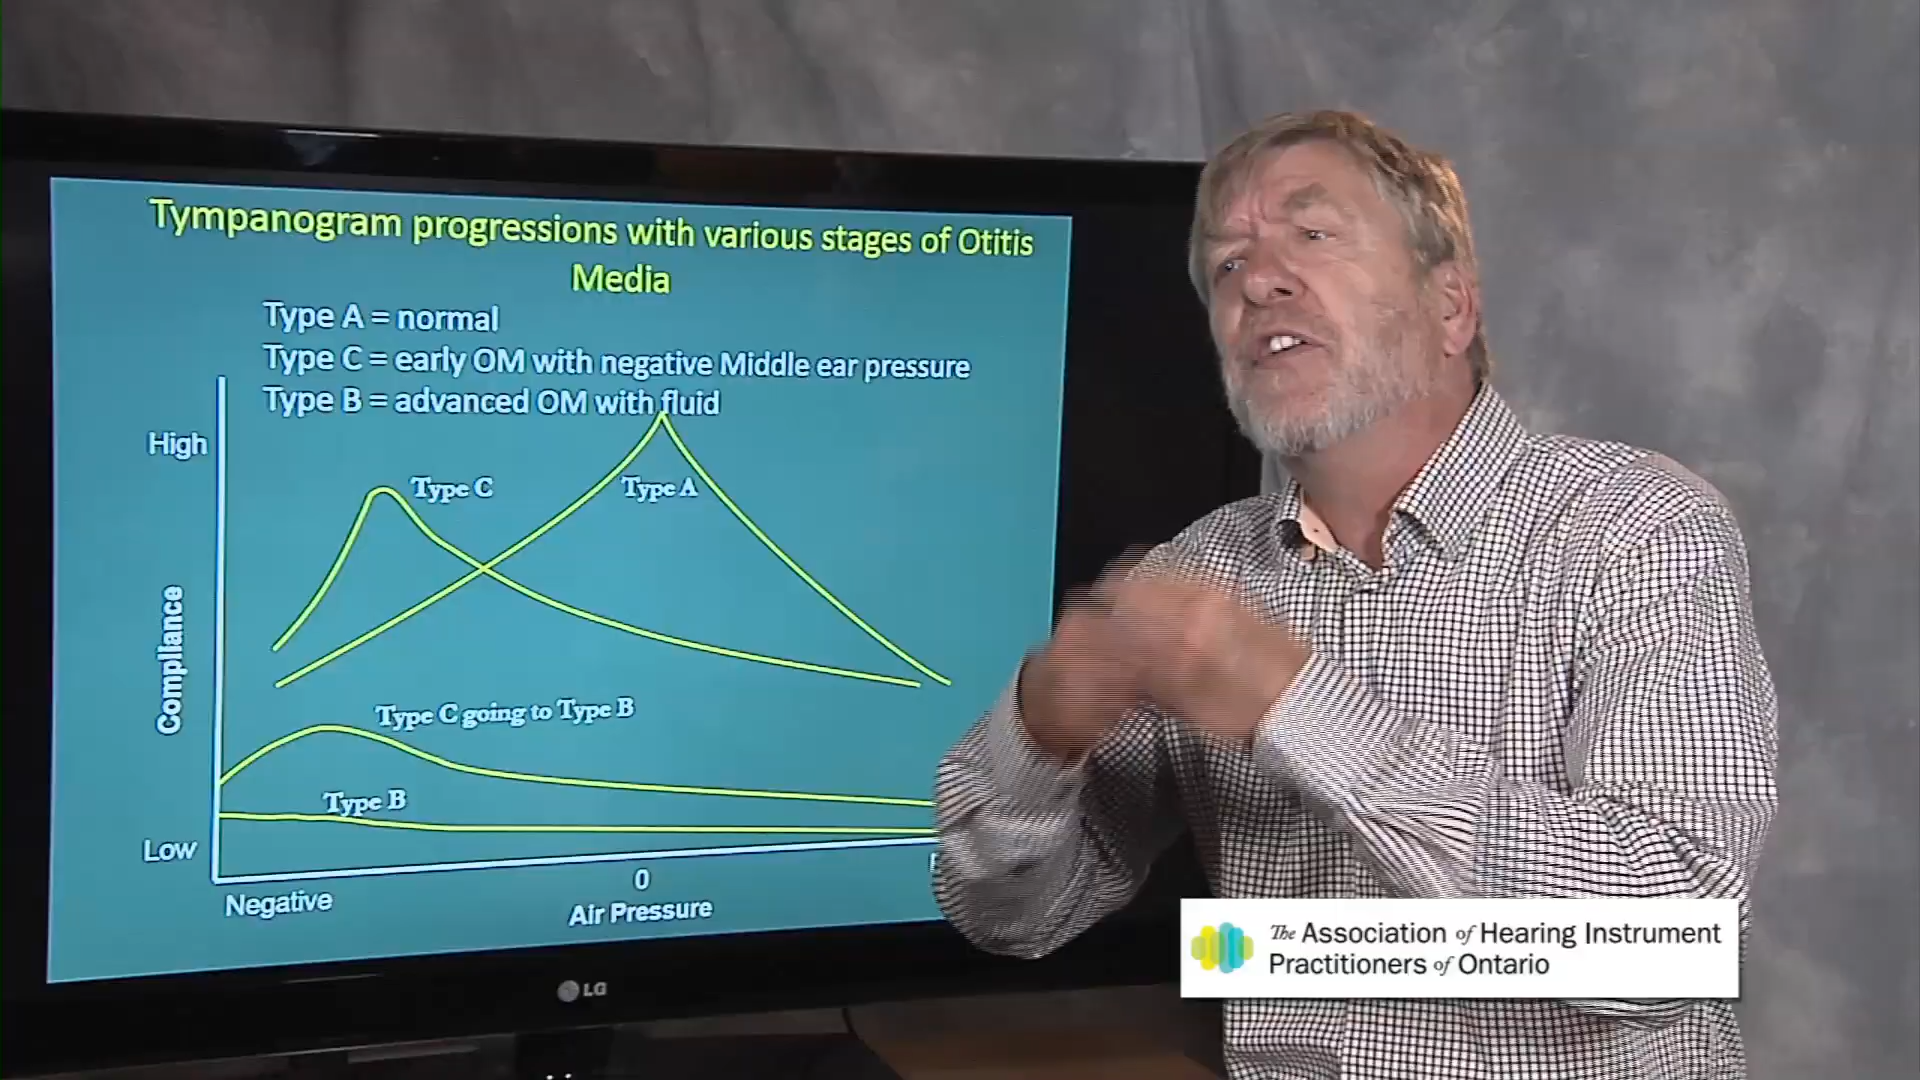 Tympanogram progressions with various stages of Otitis
Media
Type A = normal
Type C = early OM with negative Middle ear pressure
Type B = advanced OM with fluid
High
Type C
Type A
Compliance
Type C going to Type B
Type B
Low
0
Negative
Air Pressure
LG
The Association of Hearing Instrument
Practitioners of Ontario